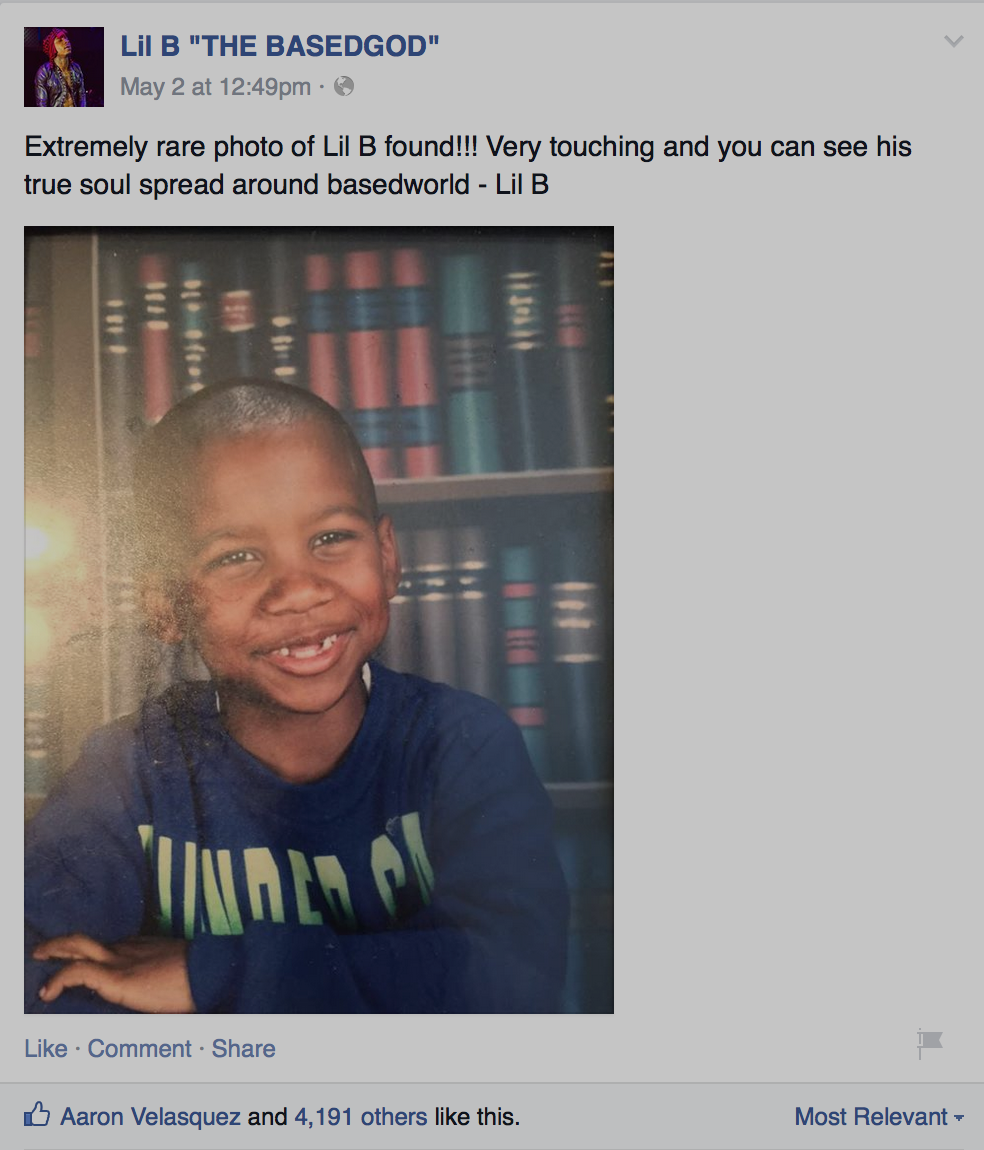 Lil B "THE BASEDGOD"
May 2 at 12:49pm ·
Extremely rare photo of Lil B found!!! Very touching and you can see his
true soul spread around basedworld - Lil B
Like · Comment · Share
Aaron Velasquez and 4,191 others like this.
Most Relevant